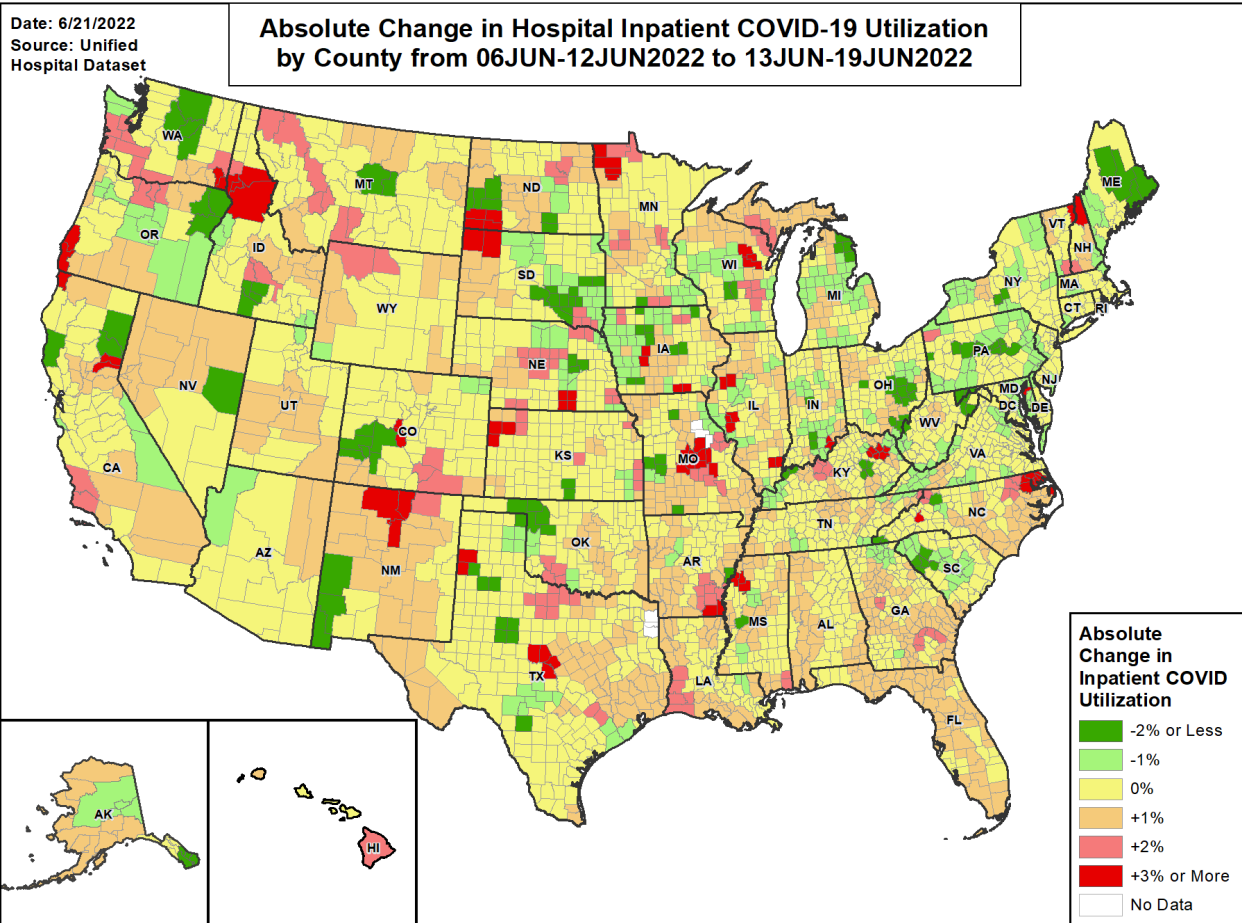 Date: 6/21/2022
Source: Unified
Hospital Dataset
Absolute Change in Hospital Inpatient COVID-19 Utilization
by County from 06JUN-12JUN2022 to 13JUN-19JUN2022
WA
MT
ND
MN
ME
VT
NH
OR
ID
SD
WI
MI
NY
MA
CT
RI
WY
NE
IA
PA
NJ
NV
UT
CO
IL
IN
OH
MD
DC
DE
WV
VA
CA
KS
MO
KY
AZ
NM
OK
AR
TN
NC
SC
TX
LA
MS
AL
GA
FL
AK
HI
Absolute
Change in
Inpatient COVID
Utilization
-2% or Less
-1%
0%
+1%
+2%
+3% or More
No Data